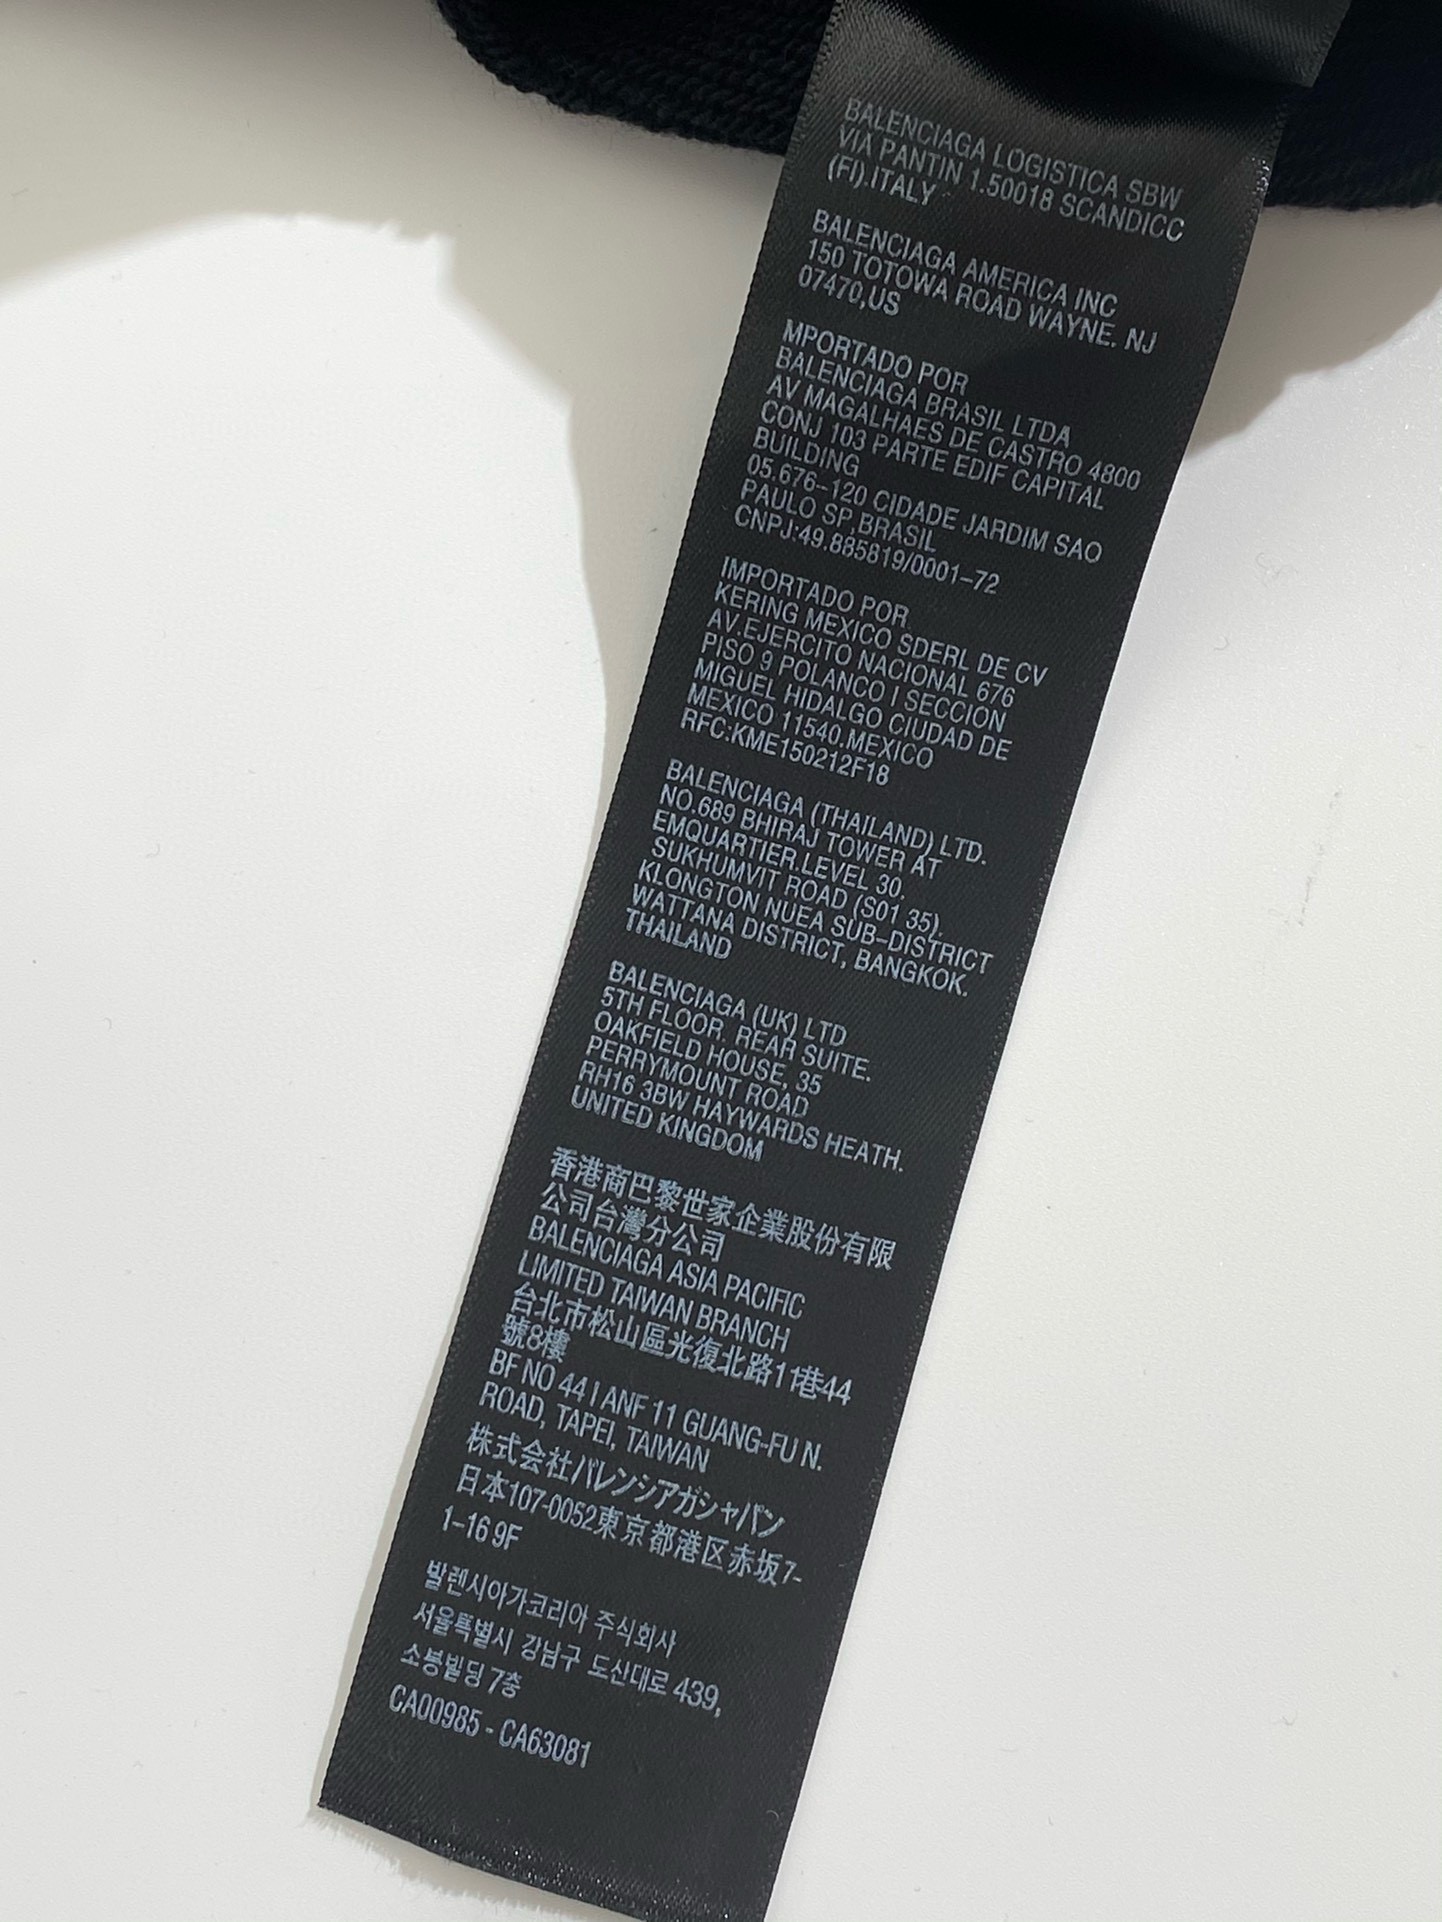 BALENCIAGA LOGISTICA SBW
VIA PANTIN 1.50018 SCANDICC
(FI).ITALY
BALENCIAGA AMERICA INC
150 TOTOWA ROAD WAYNE. NJ
07470,US
MPORTADO POR
BALENCIAGA BRASIL LTDA
AV MAGALHAES DE CASTRO 4800
CONJ 103 PARTE EDIF CAPITAL
BUILDING
05.676-120 CIDADE JARDIM SAO
PAULO SP,BRASIL
CNPJ:49.885819/0001-72
IMPORTADO POR
KERING MEXICO SDERL DE CV
AV.EJERCITO NACIONAL 676
PISO 9 POLANCO I SECCION
MIGUEL HIDALGO CIUDAD DE
MEXICO 11540.MEXICO
RFC:KME150212F18
BALENCIAGA (THAILAND) LTD.
NO.689 BHIRAJ TOWER AT
EMQUARTIER.LEVEL 30.
SUKHUMVIT ROAD (S01 35).
KLONGTON NUEA SUB-DISTRICT
WATTANA DISTRICT, BANGKOK.
THAILAND
BALENCIAGA (UK) LTD
5TH FLOOR. REAR SUITE.
OAKFIELD HOUSE, 35
PERRYMOUNT ROAD
RH16 3BW HAYWARDS HEATH.
UNITED KINGDOM
香港商巴黎世家企業股份有限
公司台灣分公司
BALENCIAGA ASIA PACIFIC
LIMITED TAIWAN BRANCH
台北市松山區光復北路11巷44
號8樓
BF NO 44 I ANF 11 GUANG-FU N.
ROAD, TAPEI, TAIWAN
株式会社バレンシアガジャパン
日本107-0052東京都港区赤坂7-
1-16 9F
발렌시아가코리아 주식회사
서울특별시 강남구 도산대로 439,
소봉빌딩 7층
CA00985 - CA63081